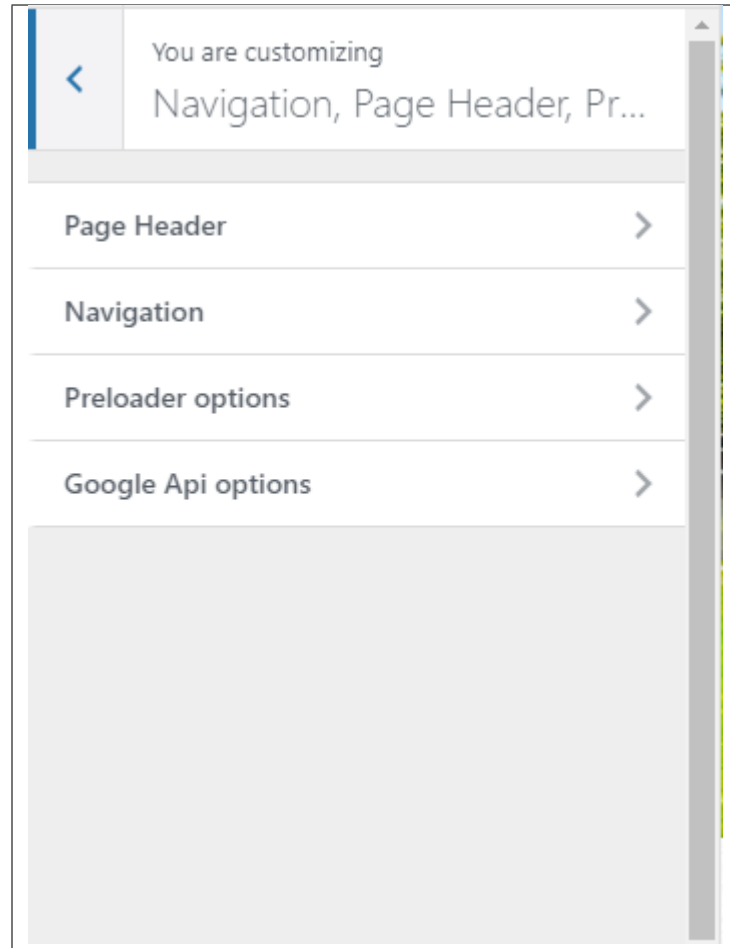 You are customizing
Navigation, Page Header, Pr...
Page Header
Navigation
Preloader options
Google Api options